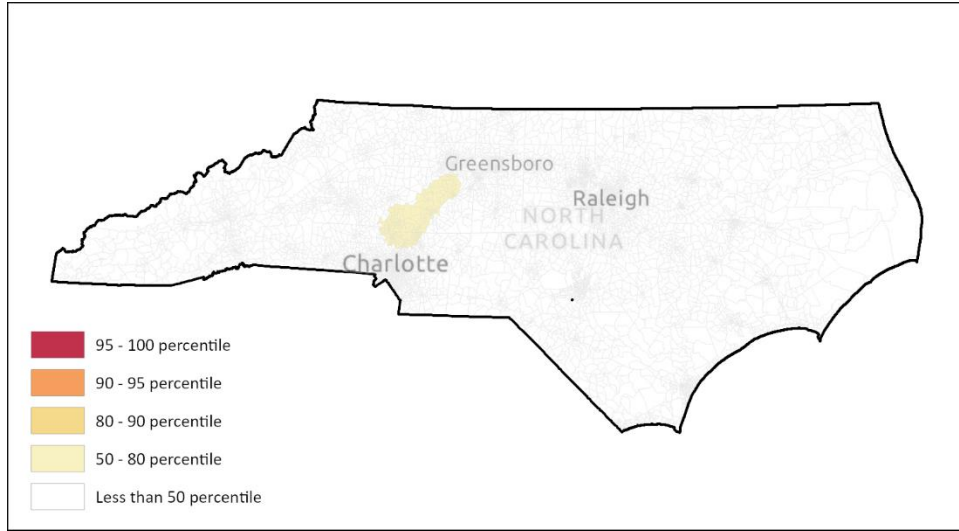 Greensboro
Raleigh
NORTH
CAROLINA
Charlotte
95 - 100 percentile
90 - 95 percentile
80 - 90 percentile
50 - 80 percentile
Less than 50 percentile